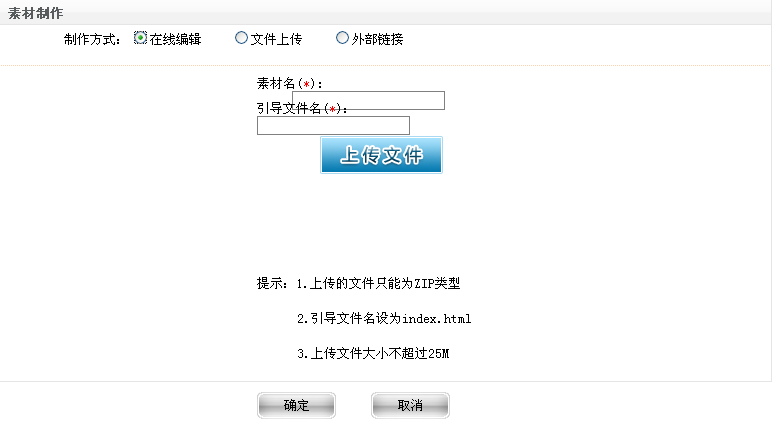 素材制作
制作方式： 在线编辑 文件上传 外部链接
素材名(*)：
引导文件名(*)：
上传文件
提示：1.上传的文件只能为ZIP类型
2.引导文件名设为index.html
3.上传文件大小不超过25M
确定 取消